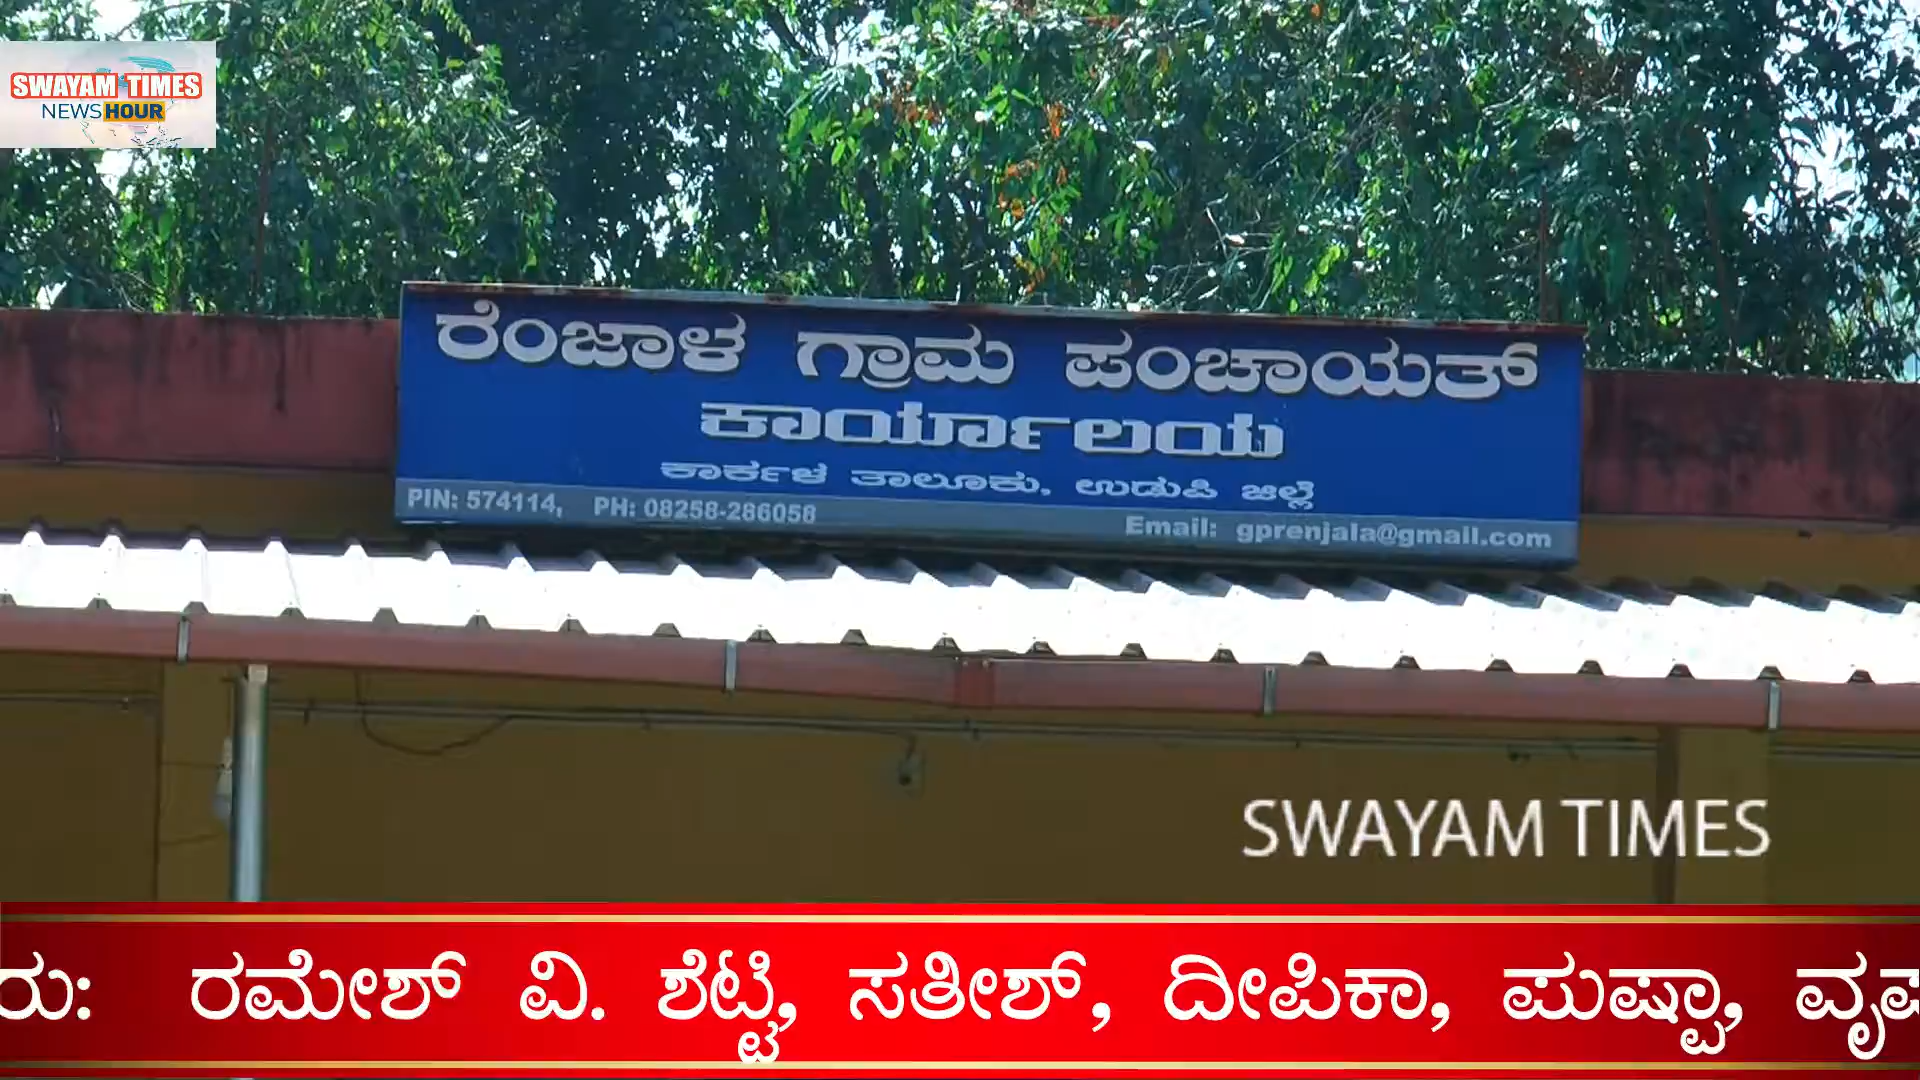 SWAYAM TIMES
NEWS HOUR
ರೆಂಜಾಳ ಗ್ರಾಮ ಪಂಚಾಯತ್
ಕಾರ್ಯಾಲಯ
ಕಾರ್ಕಳ ತಾಲೂಕು, ಉಡುಪಿ ಜಿಲ್ಲೆ
PIN: 574114, PH: 08258-286058 Email: gprenjala@gmail.com
SWAYAM TIMES
ರಮೇಶ್ ವಿ. ಶೆಟ್ಟಿ, ಸತೀಶ್, ದೀಪಿಕಾ, ಪುಷ್ಪಾ,